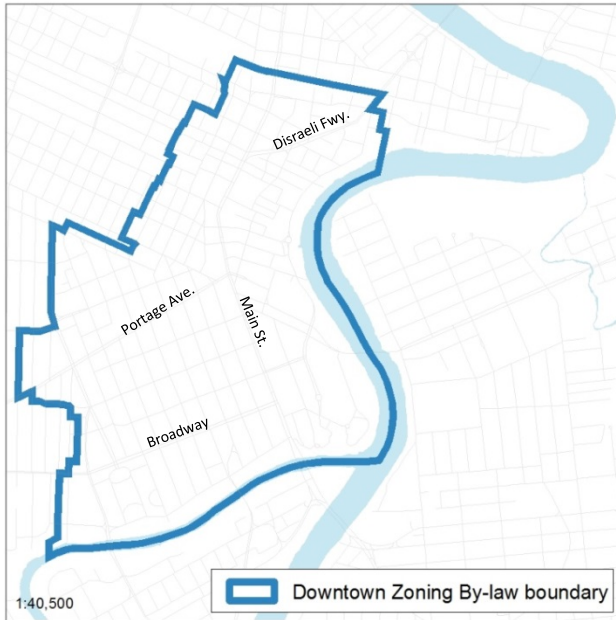 Disraeli Fwy.
Portage Ave.
Main St.
Broadway
Downtown Zoning By-law boundary
1:40,500